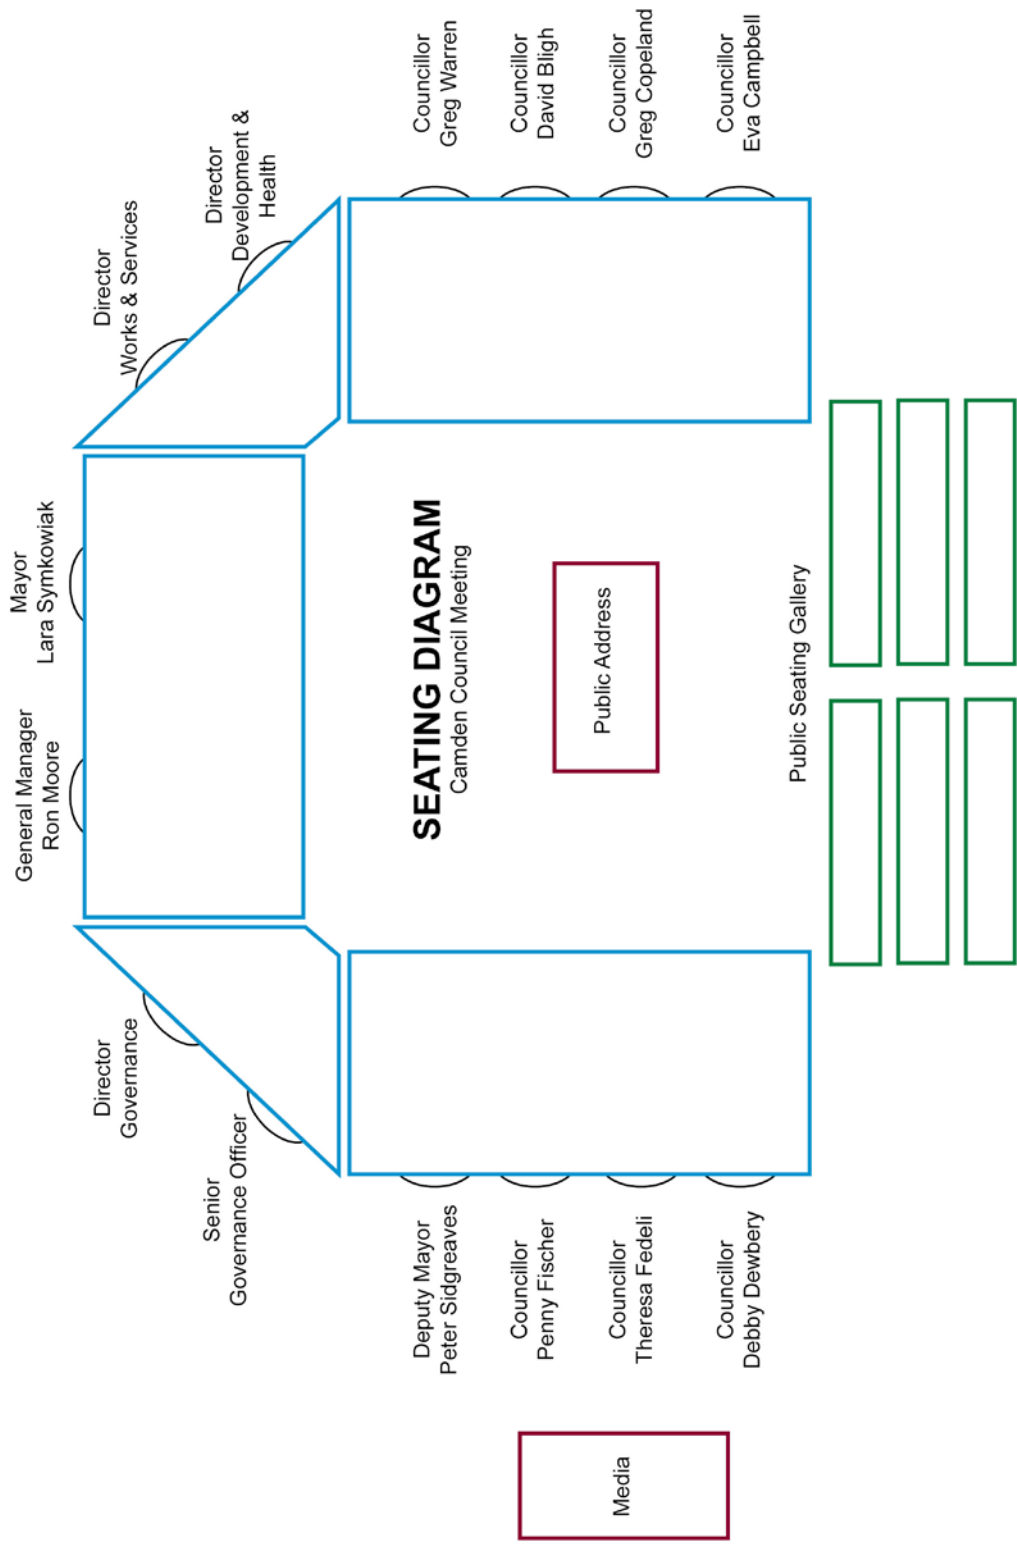 SEATING DIAGRAM
Camden Council Meeting
General Manager
Ron Moore
Mayor
Lara Symkowiak
Director
Governance
Senior
Governance Officer
Director
Works & Services
Director
Development &
Health
Deputy Mayor
Peter Sidgreaves
Councillor
Penny Fischer
Councillor
Theresa Fedeli
Councillor
Debby Dewbery
Councillor
Greg Warren
Councillor
David Bligh
Councillor
Greg Copeland
Councillor
Eva Campbell
Public Address
Media
Public Seating Gallery